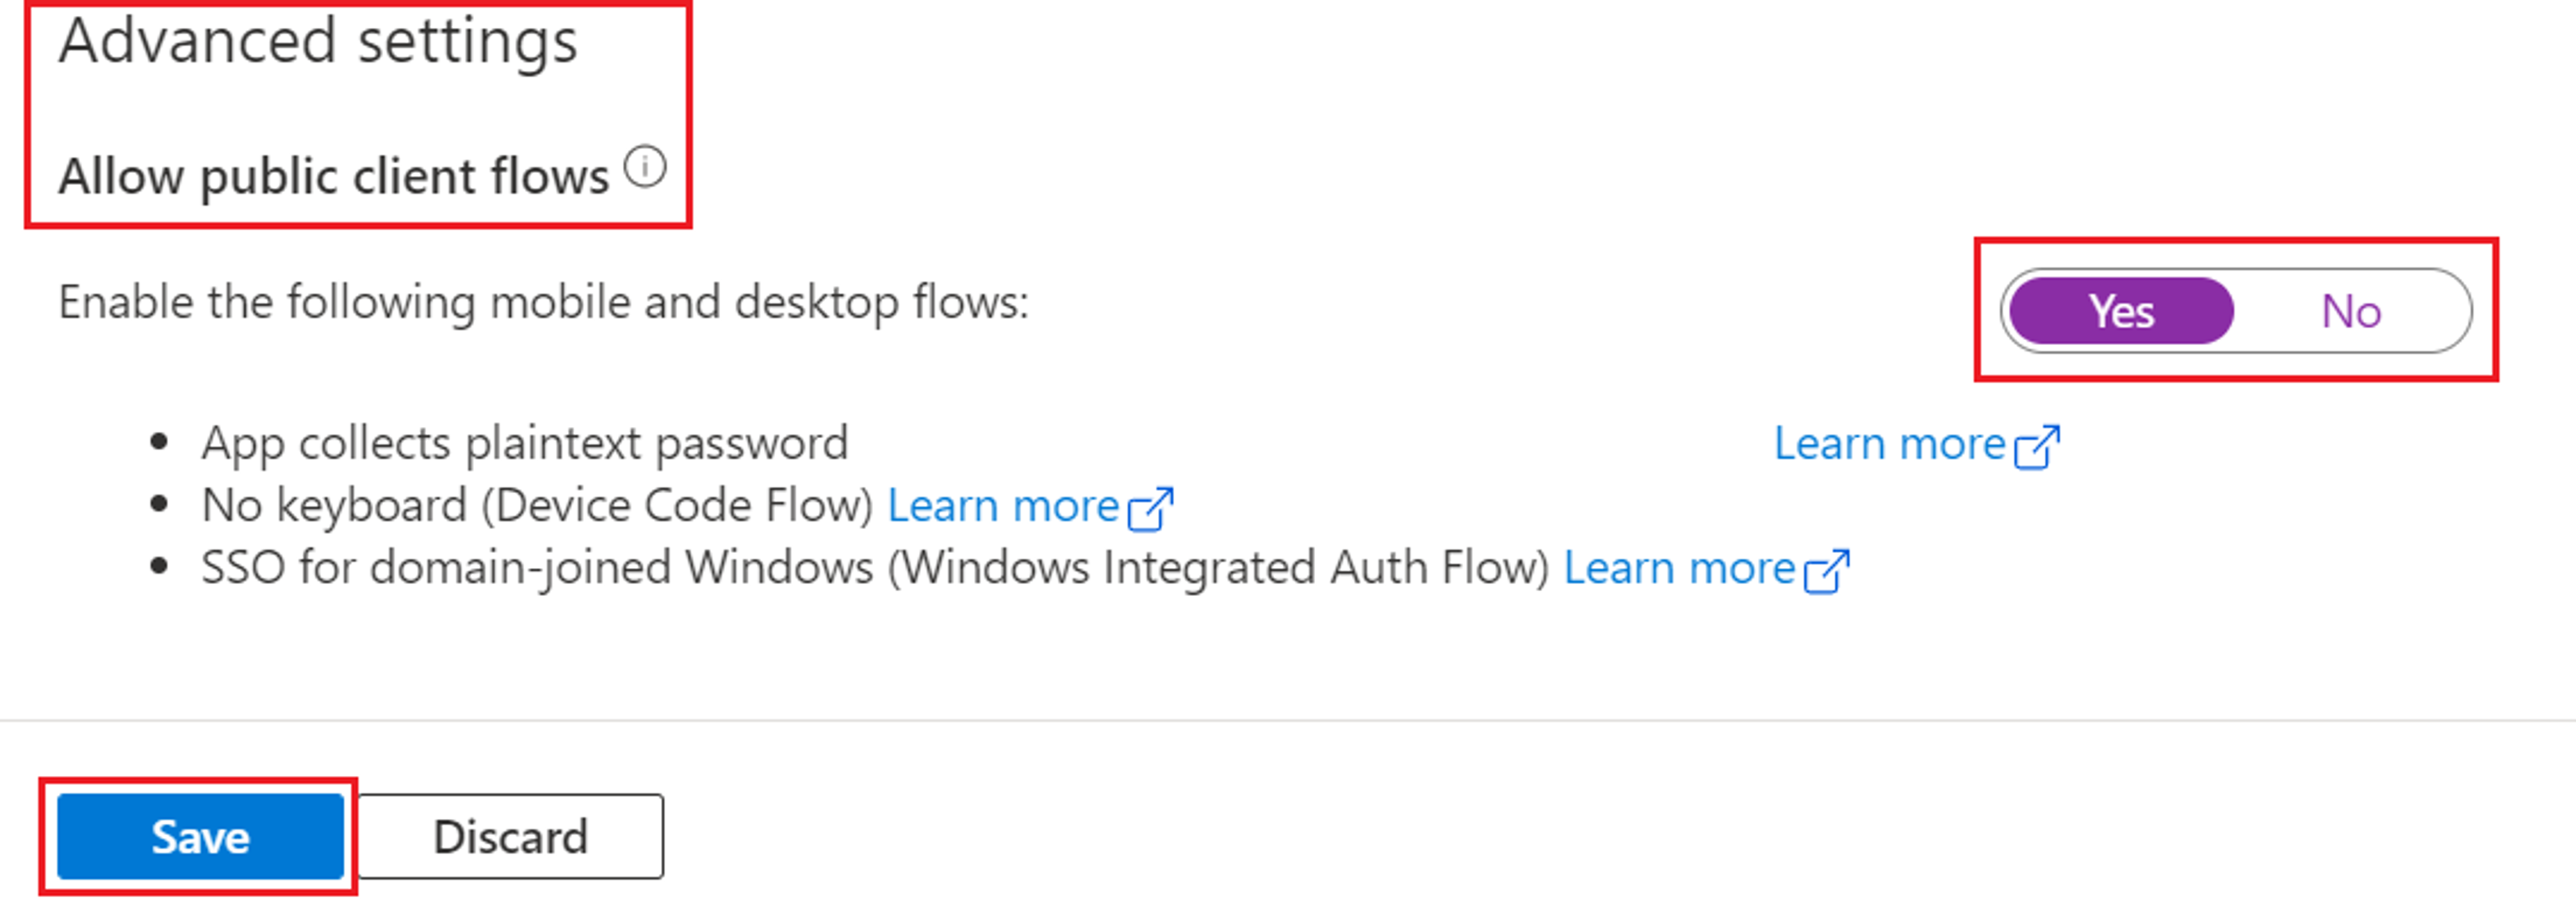 Advanced settings
Allow public client flows
Enable the following mobile and desktop flows:
Yes No
• App collects plaintext password Learn more
• No keyboard (Device Code Flow) Learn more
• SSO for domain-joined Windows (Windows Integrated Auth Flow) Learn more
Save Discard